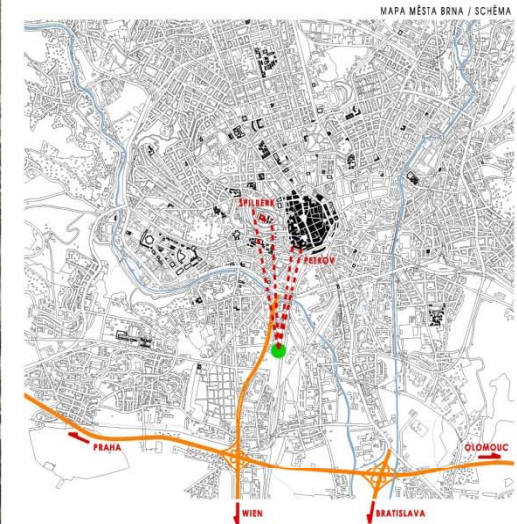 MAPA MĚSTA BRNA / SCHÉMA
ŠPILBERK
PETROV
PRAHA
OLOMOUC
WIEN
BRATISLAVA